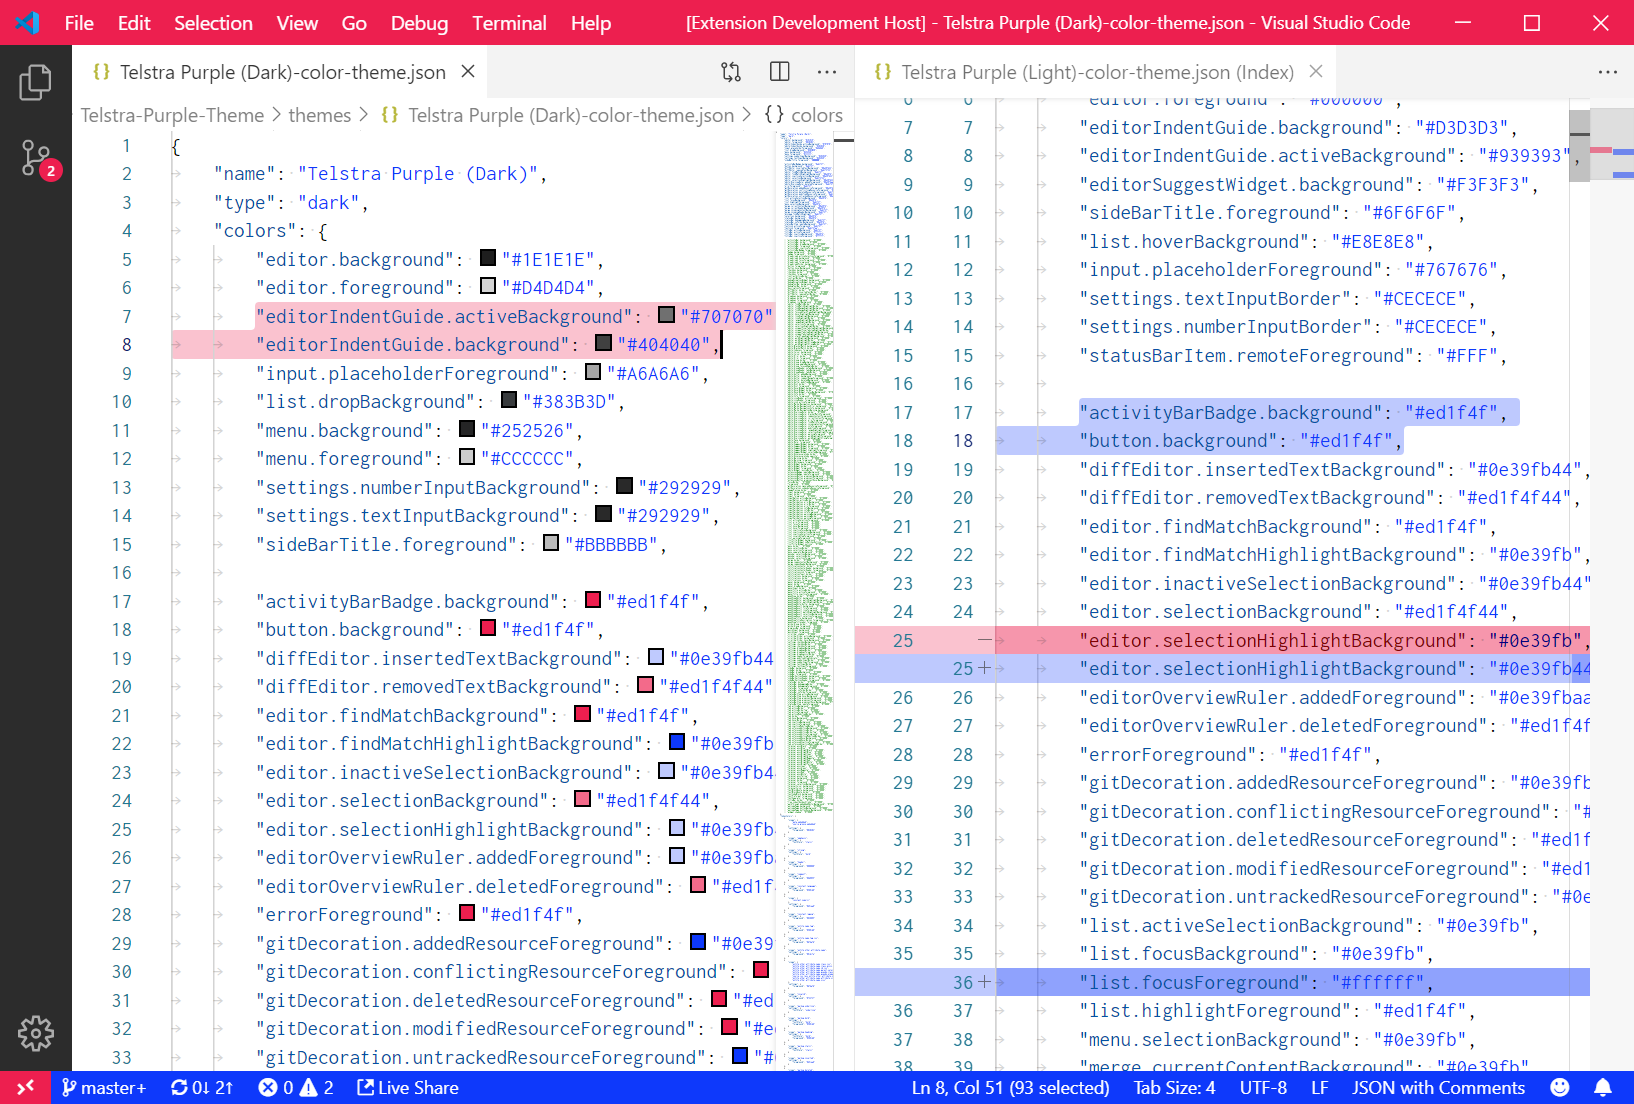 File Edit Selection View Go Debug Terminal Help [Extension Development Host] - Telstra Purple (Dark)-color-theme.json - Visual Studio Code
{} Telstra Purple (Dark)-color-theme.json
Telstra-Purple-Theme > themes > {} Telstra Purple (Dark)-color-theme.json > {} colors
1 {
2 "name": "Telstra Purple (Dark)",
3 "type": "dark",
4 "colors": {
5 "editor.background": "#1E1E1E",
6 "editor.foreground": "#D4D4D4",
7 "editorIndentGuide.activeBackground": "#707070"
8 "editorIndentGuide.background": "#404040",
9 "input.placeholderForeground": "#A6A6A6",
10 "list.dropBackground": "#383B3D",
11 "menu.background": "#252526",
12 "menu.foreground": "#CCCCCC",
13 "settings.numberInputBackground": "#292929",
14 "settings.textInputBackground": "#292929",
15 "sideBarTitle.foreground": "#BBBBBB",
16
17 "activityBarBadge.background": "#ed1f4f",
18 "button.background": "#ed1f4f",
19 "diffEditor.insertedTextBackground": "#0e39fb44
20 "diffEditor.removedTextBackground": "#ed1f4f44"
21 "editor.findMatchBackground": "#ed1f4f",
22 "editor.findMatchHighlightBackground": "#0e39fb
23 "editor.inactiveSelectionBackground": "#0e39fb4
24 "editor.selectionBackground": "#ed1f4f44",
25 "editor.selectionHighlightBackground": "#0e39fb
26 "editorOverviewRuler.addedForeground": "#0e39fb
27 "editorOverviewRuler.deletedForeground": "#ed1f
28 "errorForeground": "#ed1f4f",
29 "gitDecoration.addedResourceForeground": "#0e39
30 "gitDecoration.conflictingResourceForeground":
31 "gitDecoration.deletedResourceForeground": "#ed
32 "gitDecoration.modifiedResourceForeground": "#e
33 "gitDecoration.untrackedResourceForeground": "#
{} Telstra Purple (Light)-color-theme.json (Index)
6 6 "editor.foreground": "#000000",
7 7 "editorIndentGuide.background": "#D3D3D3",
8 8 "editorIndentGuide.activeBackground": "#939393",
9 9 "editorSuggestWidget.background": "#F3F3F3",
10 10 "sideBarTitle.foreground": "#6F6F6F",
11 11 "list.hoverBackground": "#E8E8E8",
12 12 "input.placeholderForeground": "#767676",
13 13 "settings.textInputBorder": "#CECECE",
14 14 "settings.numberInputBorder": "#CECECE",
15 15 "statusBarItem.remoteForeground": "#FFF",
16 16
17 17 "activityBarBadge.background": "#ed1f4f",
18 18 "button.background": "#ed1f4f",
19 19 "diffEditor.insertedTextBackground": "#0e39fb44",
20 20 "diffEditor.removedTextBackground": "#ed1f4f44",
21 21 "editor.findMatchBackground": "#ed1f4f",
22 22 "editor.findMatchHighlightBackground": "#0e39fb",
23 23 "editor.inactiveSelectionBackground": "#0e39fb44"
24 24 "editor.selectionBackground": "#ed1f4f44",
25 — "editor.selectionHighlightBackground": "#0e39fb",
25 + "editor.selectionHighlightBackground": "#0e39fb44
26 26 "editorOverviewRuler.addedForeground": "#0e39fbaa
27 27 "editorOverviewRuler.deletedForeground": "#ed1f4f
28 28 "errorForeground": "#ed1f4f",
29 29 "gitDecoration.addedResourceForeground": "#0e39fb
30 30 "gitDecoration.conflictingResourceForeground": "#
31 31 "gitDecoration.deletedResourceForeground": "#ed1f
32 32 "gitDecoration.modifiedResourceForeground": "#ed1
33 33 "gitDecoration.untrackedResourceForeground": "#0e
34 34 "list.activeSelectionBackground": "#0e39fb",
35 35 "list.focusBackground": "#0e39fb",
36 + "list.focusForeground": "#ffffff",
36 37 "list.highlightForeground": "#ed1f4f",
37 38 "menu.selectionBackground": "#0e39fb",
38 39 "merge.currentContentBackground": "#0e39fb
2
master+ 0↓ 2↑ 0 2 Live Share Ln 8, Col 51 (93 selected) Tab Size: 4 UTF-8 LF JSON with Comments